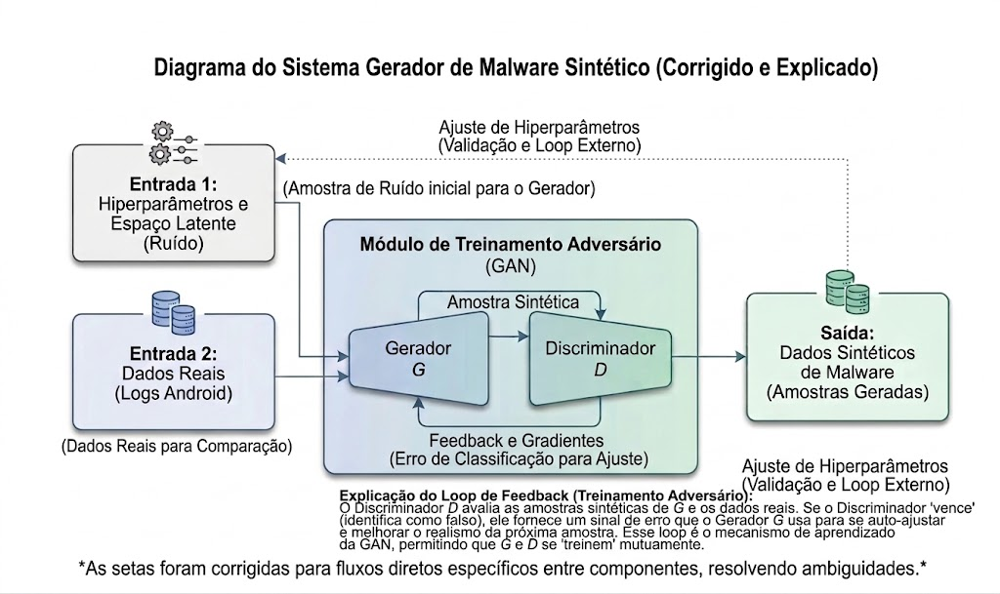 Diagrama do Sistema Gerador de Malware Sintético (Corrigido e Explicado)
Ajuste de Hiperparâmetros
(Validação e Loop Externo)
Entrada 1:
Hiperparâmetros e
Espaço Latente
(Ruído)
(Amostra de Ruído inicial para o Gerador)
Módulo de Treinamento Adversário
(GAN)
Amostra Sintética
Gerador
G
Discriminador
D
Feedback e Gradientes
(Erro de Classificação para Ajuste)
Entrada 2:
Dados Reais
(Logs Android)
(Dados Reais para Comparação)
Saída:
Dados Sintéticos
de Malware
(Amostras Geradas)
Ajuste de Hiperparâmetros
(Validação e Loop Externo)
Explicação do Loop de Feedback (Treinamento Adversário):
O Discriminador D avalia as amostras sintéticas de G e os dados reais. Se o Discriminador 'vence'
(identifica como falso), ele fornece um sinal de erro que o Gerador G usa para se auto-ajustar
e melhorar o realismo da próxima amostra. Esse loop é o mecanismo de aprendizado
da GAN, permitindo que G e D se 'treinem' mutuamente.
*As setas foram corrigidas para fluxos diretos específicos entre componentes, resolvendo ambiguidades.*